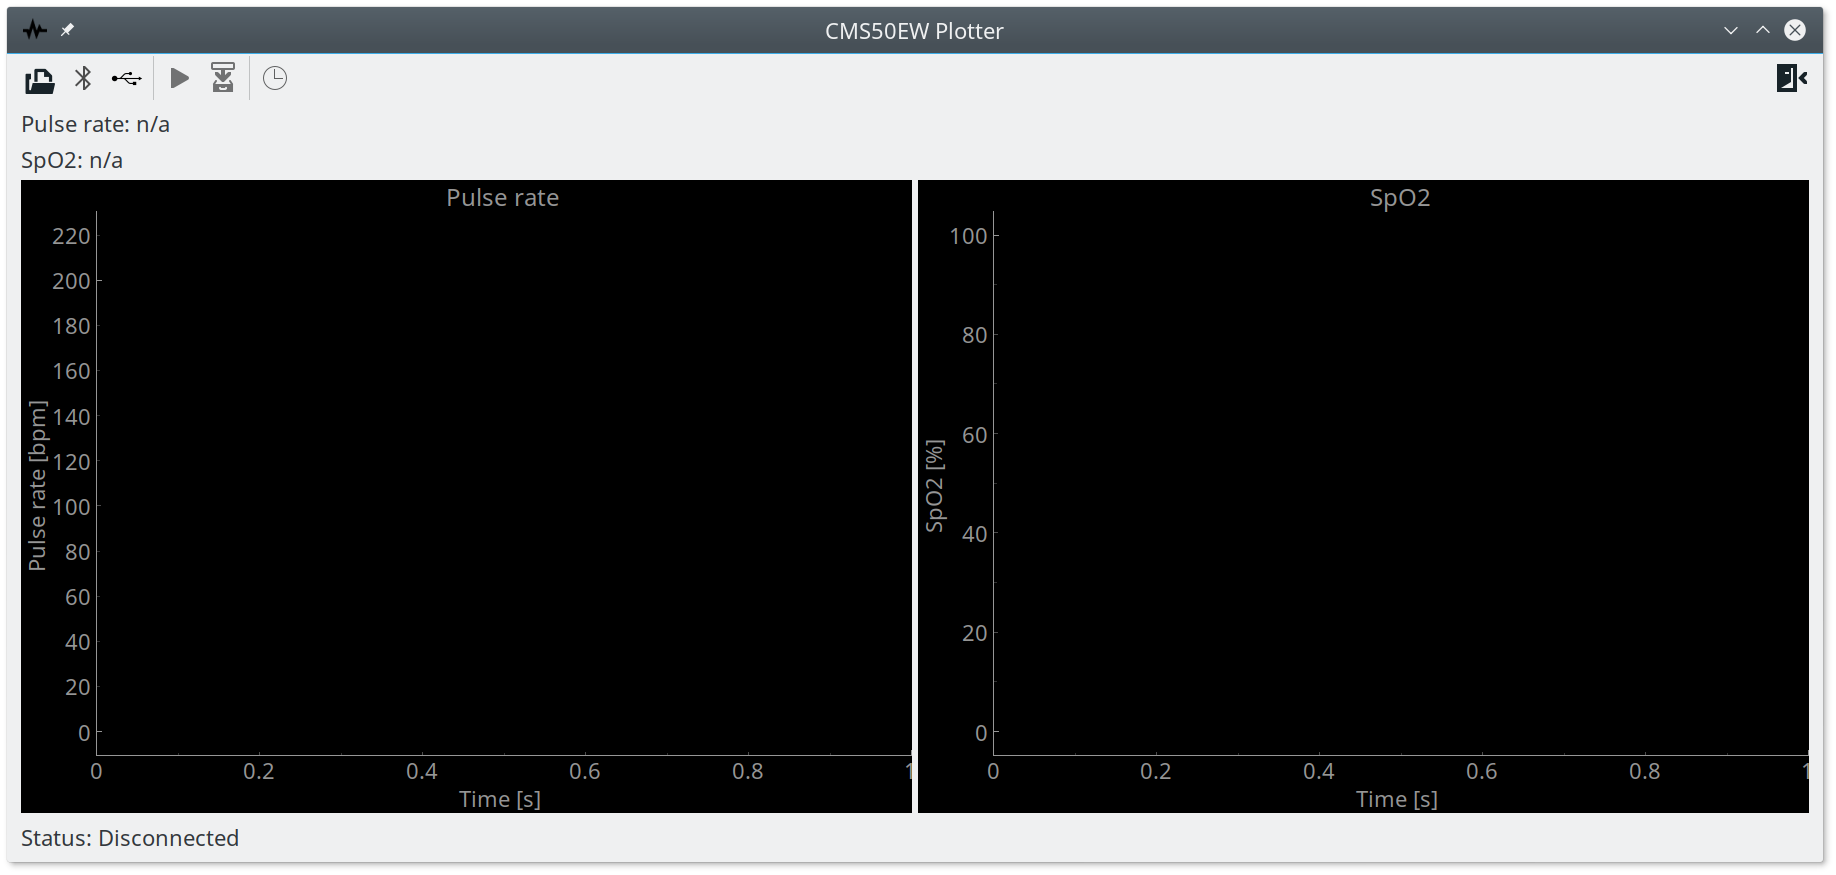 CMS50EW Plotter
Pulse rate: n/a
SpO2: n/a
Pulse rate
220
200
180
160
140
120
100
80
60
40
20
0
Pulse rate [bpm]
0 0.2 0.4 0.6 0.8 1
Time [s]
SpO2
100
80
60
40
20
0
SpO2 [%]
0 0.2 0.4 0.6 0.8 1
Time [s]
Status: Disconnected